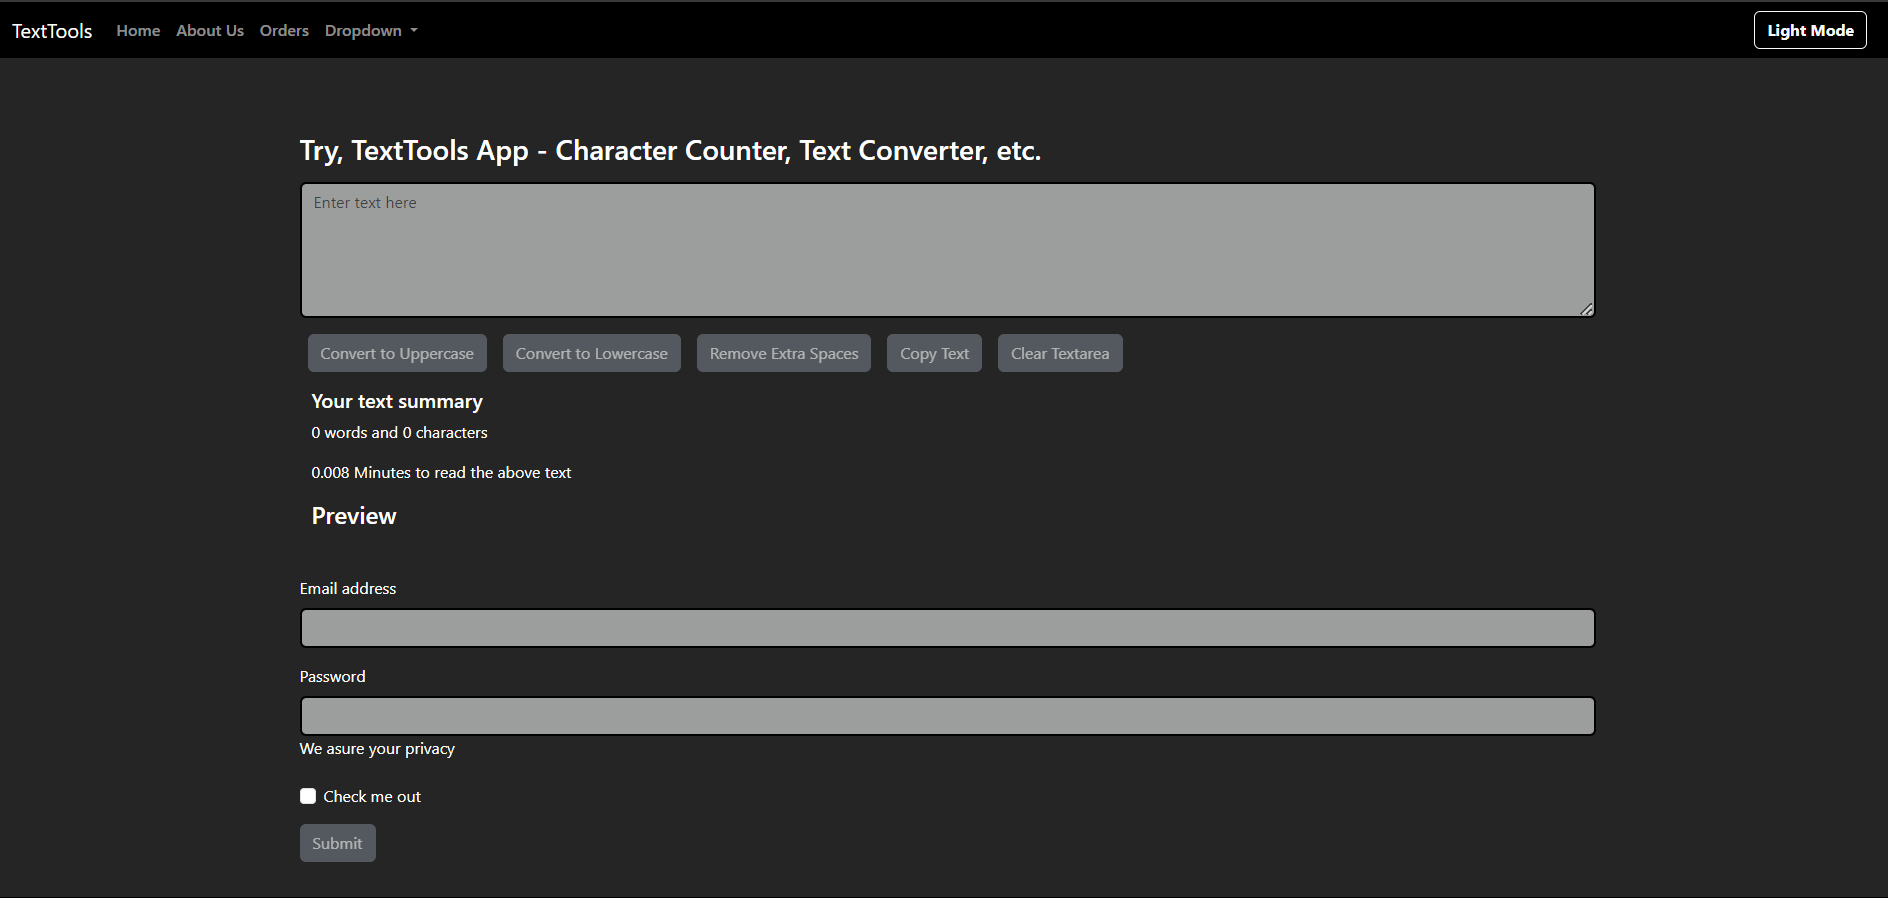 TextTools Home About Us Orders Dropdown Light Mode
Try, TextTools App - Character Counter, Text Converter, etc.
Enter text here
Convert to Uppercase Convert to Lowercase Remove Extra Spaces Copy Text Clear Textarea
Your text summary
0 words and 0 characters
0.008 Minutes to read the above text
Preview
Email address
Password
We asure your privacy
Check me out
Submit